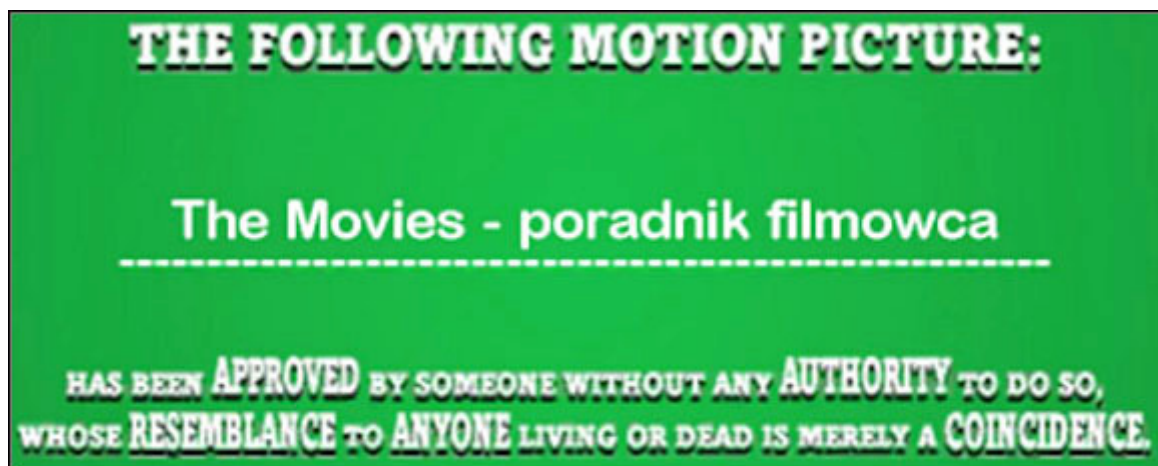 THE FOLLOWING MOTION PICTURE:
The Movies - poradnik filmowca
HAS BEEN APPROVED BY SOMEONE WITHOUT ANY AUTHORITY TO DO SO,
WHOSE RESEMBLANCE TO ANYONE LIVING OR DEAD IS MERELY A COINCIDENCE.